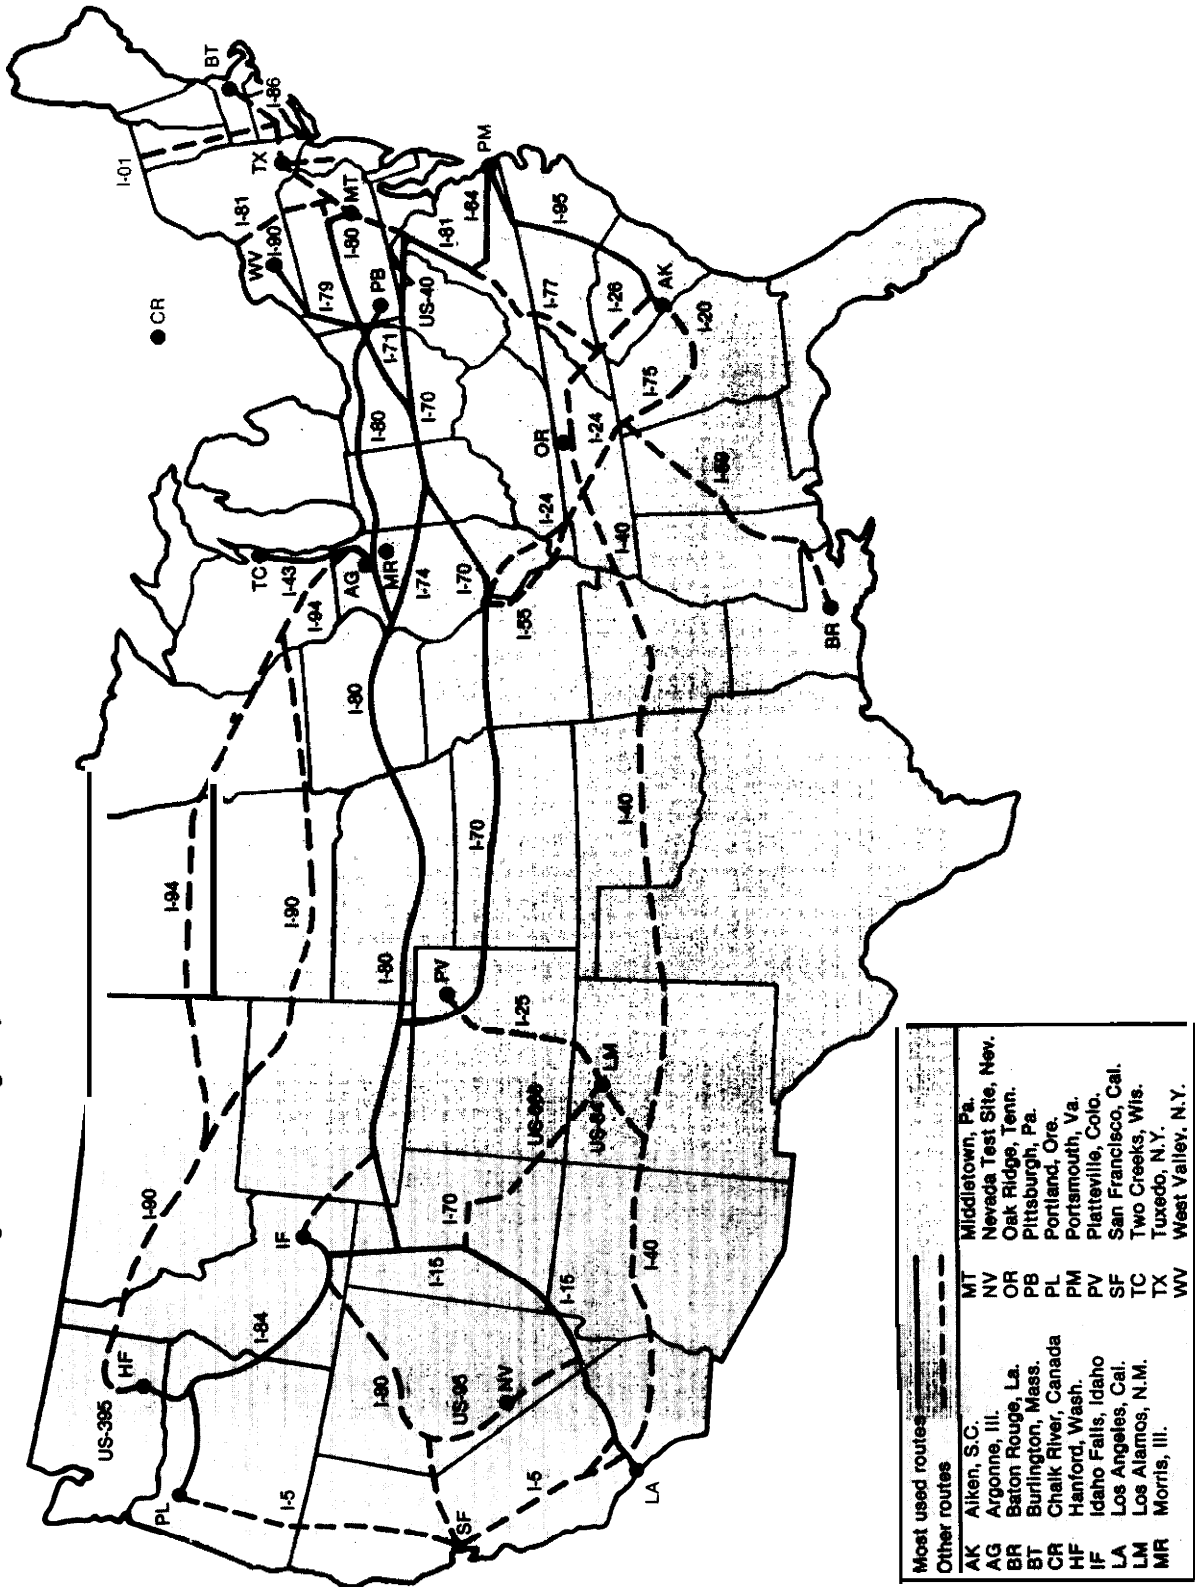 I-01
BT
I-86
TX
I-81
WV
I-90
MT
I-80
PM
I-64
I-81
I-79
PB
US-40
CR
I-71
I-80
I-70
I-77
I-95
I-26
AK
I-20
I-75
OR
I-24
I-24
I-59
I-40
TC
I-43
I-94
AG
MR
I-74
I-70
I-55
BR
I-80
I-94
I-90
I-70
I-40
I-80
PV
I-25
LM
US-84
I-90
IF
I-70
I-15
I-15
I-40
I-84
HF
US-395
I-80
US-95
NV
PL
I-5
SF
I-5
LA
Most used routes
Other routes
AK Aiken, S.C.
AG Argonne, Ill.
BR Baton Rouge, La.
BT Burlington, Mass.
CR Chalk River, Canada
HF Hanford, Wash.
IF Idaho Falls, Idaho
LA Los Angeles, Cal.
LM Los Alamos, N.M.
MR Morris, Ill.
MT Middletown, Pa.
NV Nevada Test Site, Nev.
OR Oak Ridge, Tenn.
PB Pittsburgh, Pa.
PL Portland, Ore.
PM Portsmouth, Va.
PV Platteville, Colo.
SF San Francisco, Cal.
TC Two Creeks, Wis.
TX Tuxedo, N.Y.
WV West Valley, N.Y.